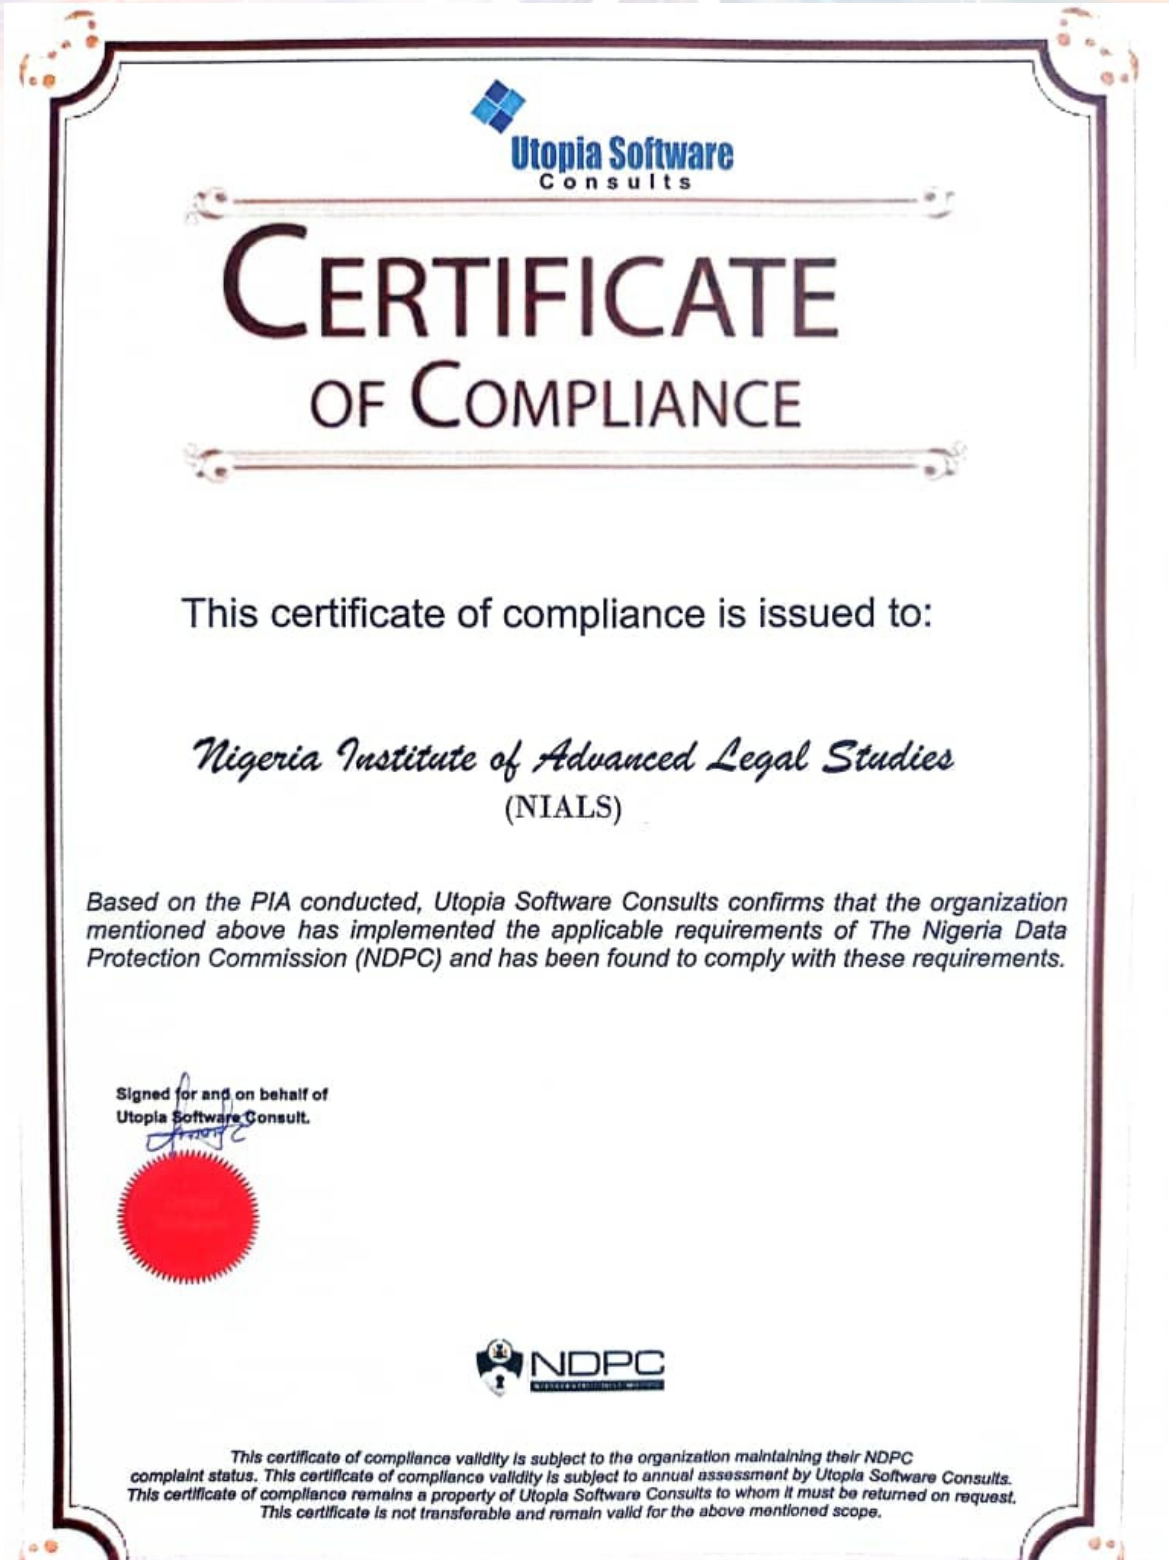 Utopia Software
Consults
CERTIFICATE
OF COMPLIANCE
This certificate of compliance is issued to:
Nigeria Institute of Advanced Legal Studies
(NIALS)
Based on the PIA conducted, Utopia Software Consults confirms that the organization
mentioned above has implemented the applicable requirements of The Nigeria Data
Protection Commission (NDPC) and has been found to comply with these requirements.
Signed for and on behalf of
Utopia Software Consult.
NDPC
This certificate of compliance validity is subject to the organization maintaining their NDPC
complaint status. This certificate of compliance validity is subject to annual assessment by Utopia Software Consults.
This certificate of compliance remains a property of Utopia Software Consults to whom it must be returned on request.
This certificate is not transferable and remain valid for the above mentioned scope.